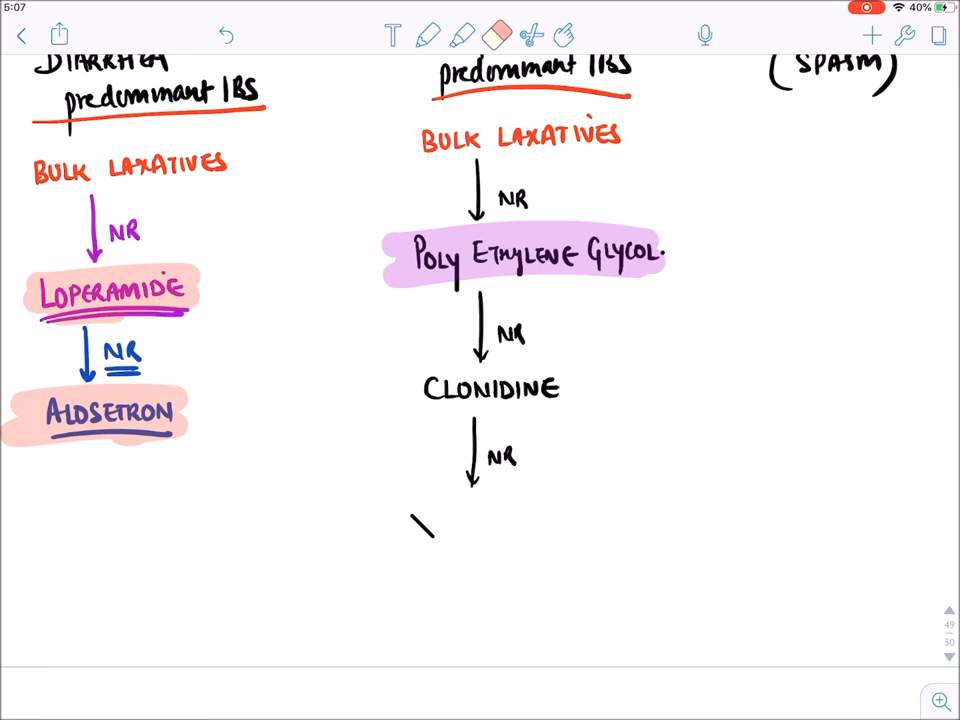 5:07
40%
T
DIARRHEA
predominant IBS
BULK LAXATIVES
NR
LOPERAMIDE
NR
ALOSETRON
predominant IBS
BULK LAXATIVES
NR
POLY ETHYLENE GLYCOL.
NR
CLONIDINE
NR
(SPASM)
49
50